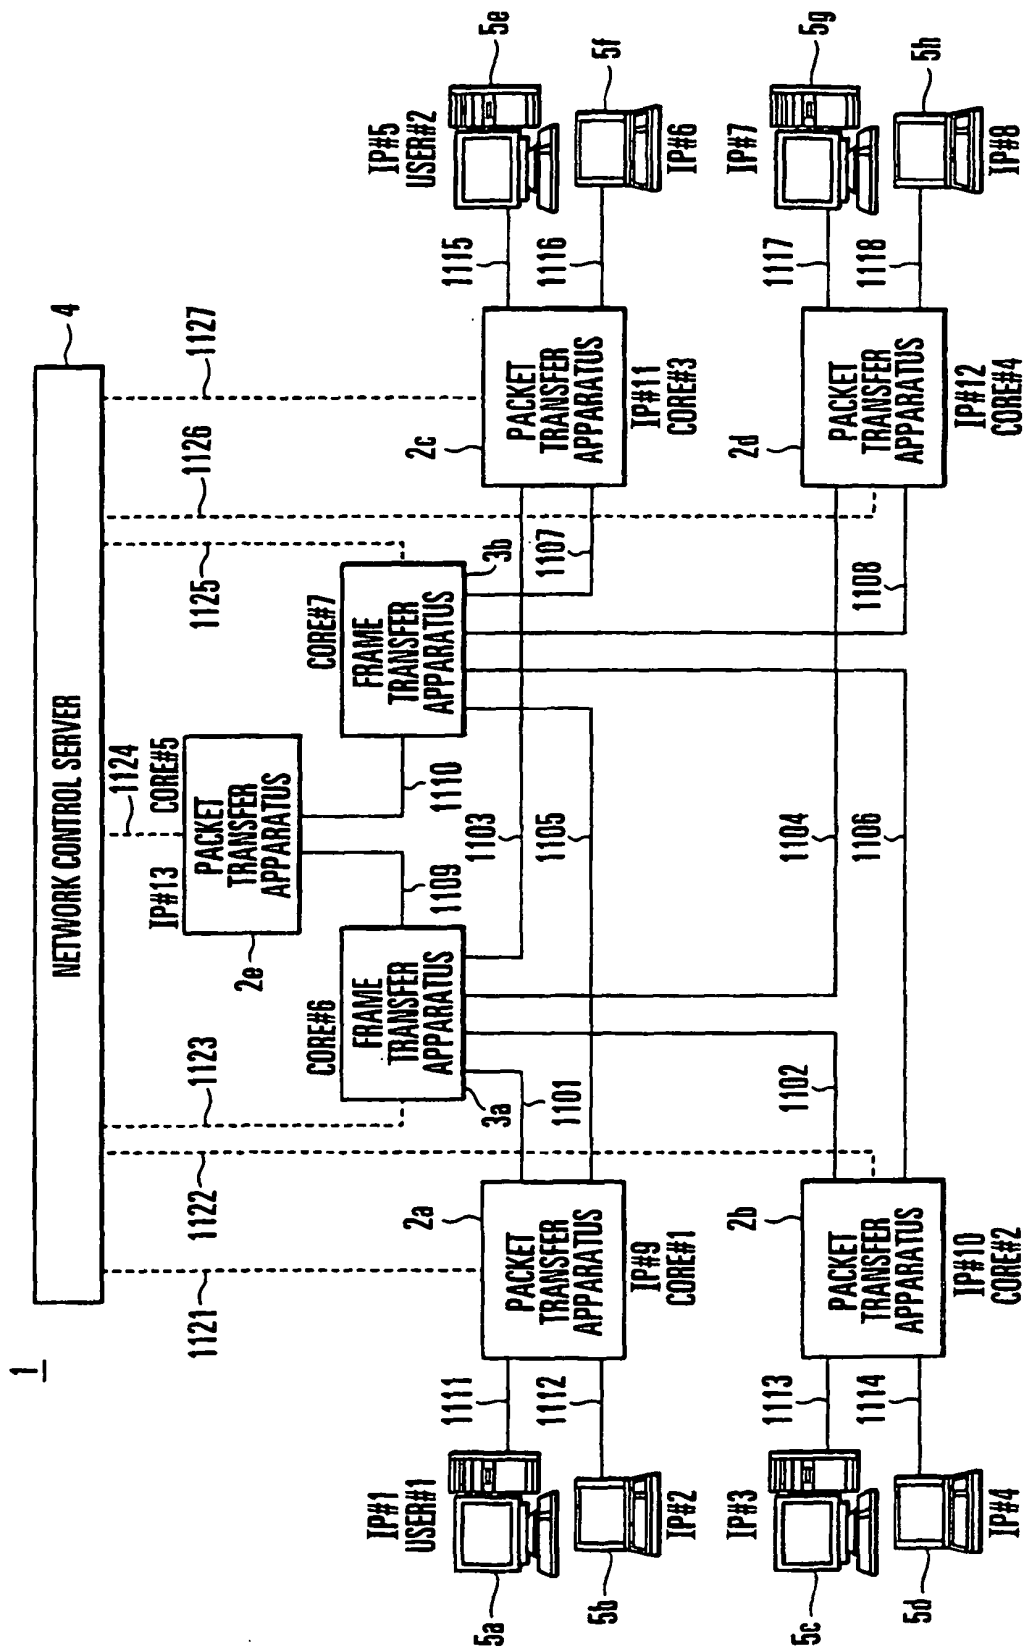 1
NETWORK CONTROL SERVER
4
1121
1122
1123
1124
1125
1126
1127
IP#13
CORE#5
PACKET
TRANSFER
APPARATUS
2e
1109
1110
CORE#6
FRAME
TRANSFER
APPARATUS
3a
CORE#7
FRAME
TRANSFER
APPARATUS
3b
1101
1103
1105
1107
IP#1
USER#1
5a
1111
1112
5b
IP#2
2a
PACKET
TRANSFER
APPARATUS
IP#9
CORE#1
2c
PACKET
TRANSFER
APPARATUS
IP#11
CORE#3
1115
1116
IP#5
USER#2
5e
5f
IP#6
1102
1104
1106
1108
IP#3
5c
1113
1114
5d
IP#4
2b
PACKET
TRANSFER
APPARATUS
IP#10
CORE#2
2d
PACKET
TRANSFER
APPARATUS
IP#12
CORE#4
1117
1118
IP#7
5g
5h
IP#8